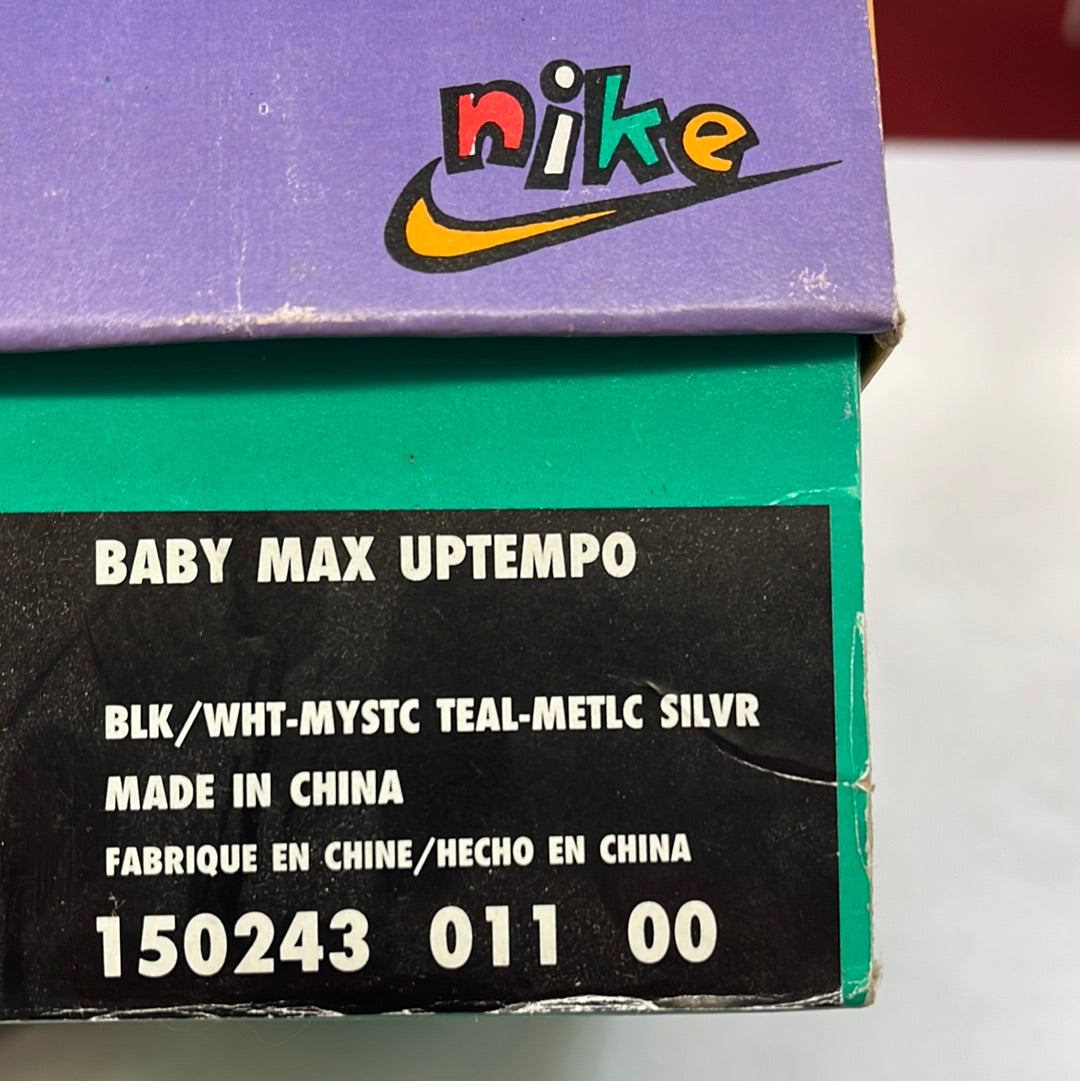 nike
BABY MAX UPTEMPO
BLK/WHT-MYSTC TEAL-METLC SILVR
MADE IN CHINA
FABRIQUE EN CHINE/HECHO EN CHINA
150243 011 00